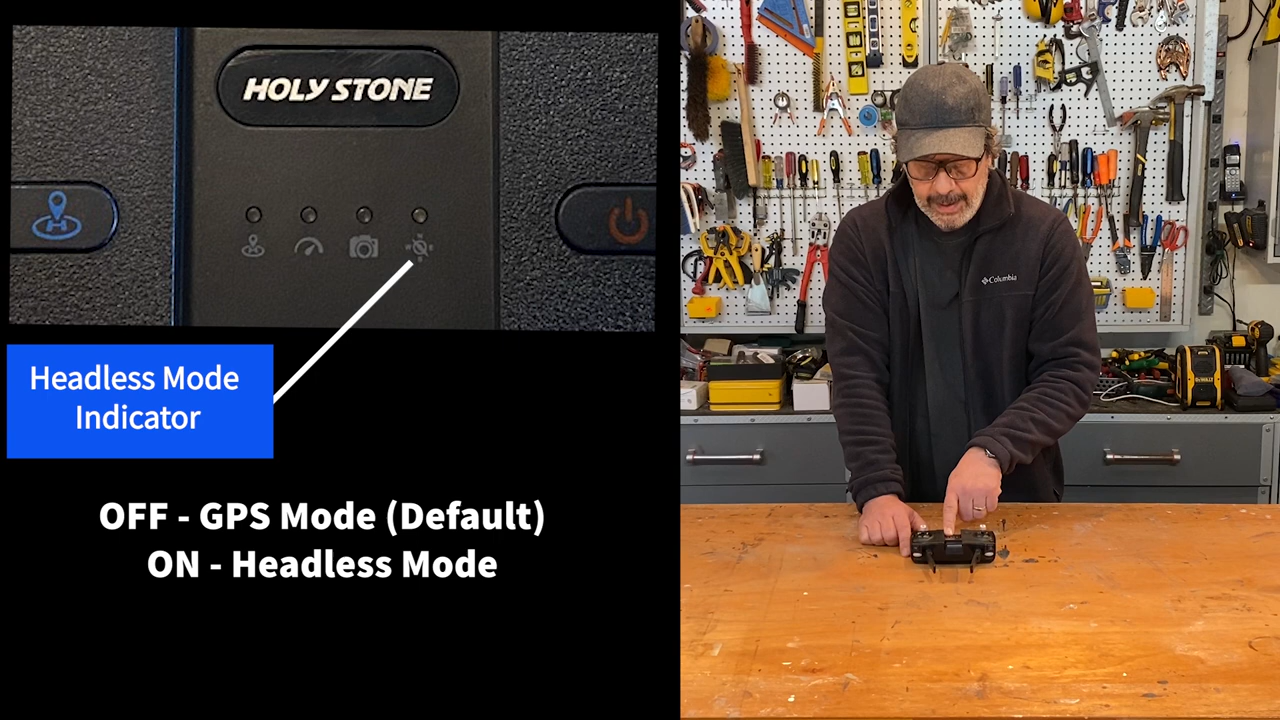 HOLY STONE
Headless Mode
Indicator
OFF - GPS Mode (Default)
ON - Headless Mode
Columbia